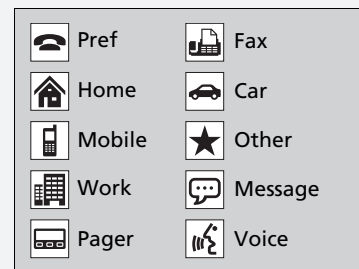 Pref
Fax
Home
Car
Mobile
Other
Work
Message
Pager
Voice